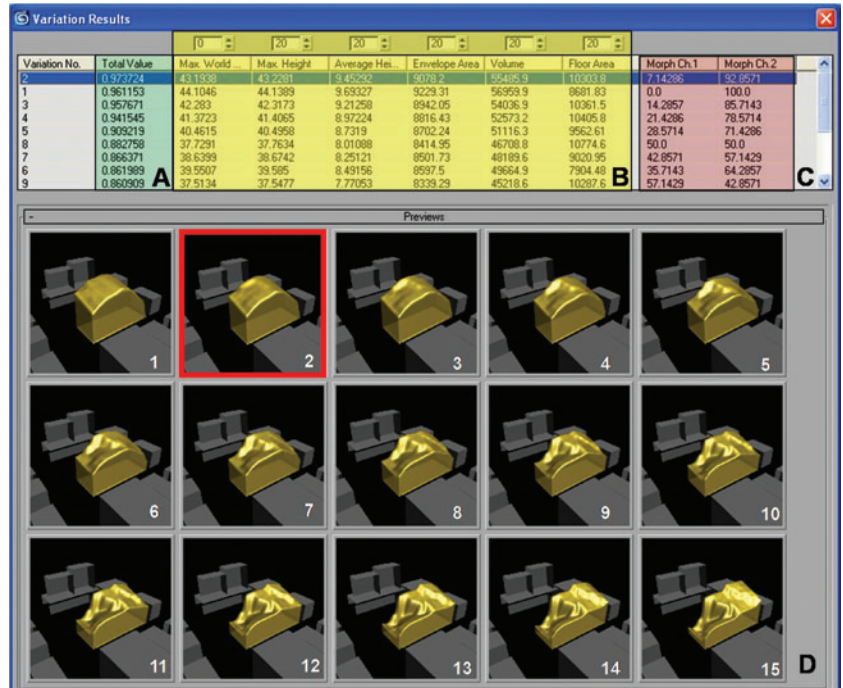 Variation Results
0 20 20 20 20 20
Variation No. Total Value Max. World ... Max. Height Average Hei... Envelope Area Volume Floor Area Morph Ch.1 Morph Ch.2
2 0.973724 43.1938 43.2281 9.45292 9078.2 55485.9 10303.8 7.14286 92.8571
1 0.961153 44.1046 44.1389 9.69327 9229.31 56959.9 8681.83 0.0 100.0
3 0.957671 42.283 42.3173 9.21258 8942.05 54036.9 10361.5 14.2857 85.7143
4 0.941545 41.3723 41.4065 8.97224 8816.43 52573.2 10405.8 21.4286 78.5714
5 0.909219 40.4615 40.4958 8.7319 8702.24 51116.3 9562.61 28.5714 71.4286
8 0.882758 37.7291 37.7634 8.01088 8414.95 46708.8 10774.6 50.0 50.0
7 0.866371 38.6399 38.6742 8.25121 8501.73 48189.6 9020.95 42.8571 57.1429
6 0.861989 39.5507 39.585 8.49156 8597.5 49664.9 7904.48 35.7143 64.2857
9 0.860909 37.5134 37.5477 7.77053 8339.29 45218.6 10287.6 57.1429 42.8571
A B C
- Previews
1 2 3 4 5
6 7 8 9 10
11 12 13 14 15 D